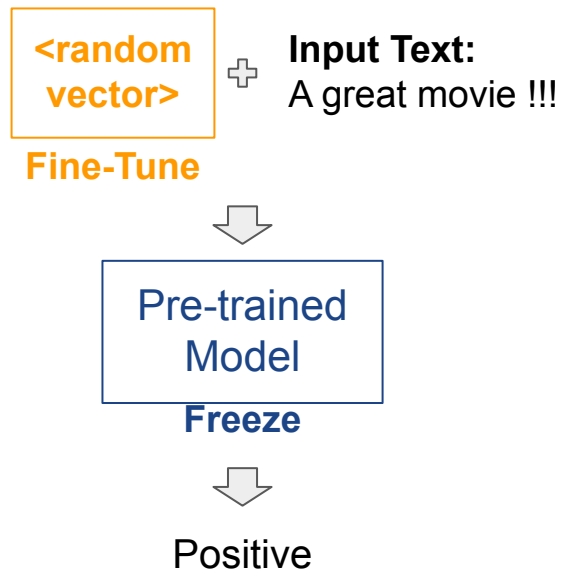 <random
vector>
Input Text:
A great movie !!!
Fine-Tune
Pre-trained
Model
Freeze
Positive